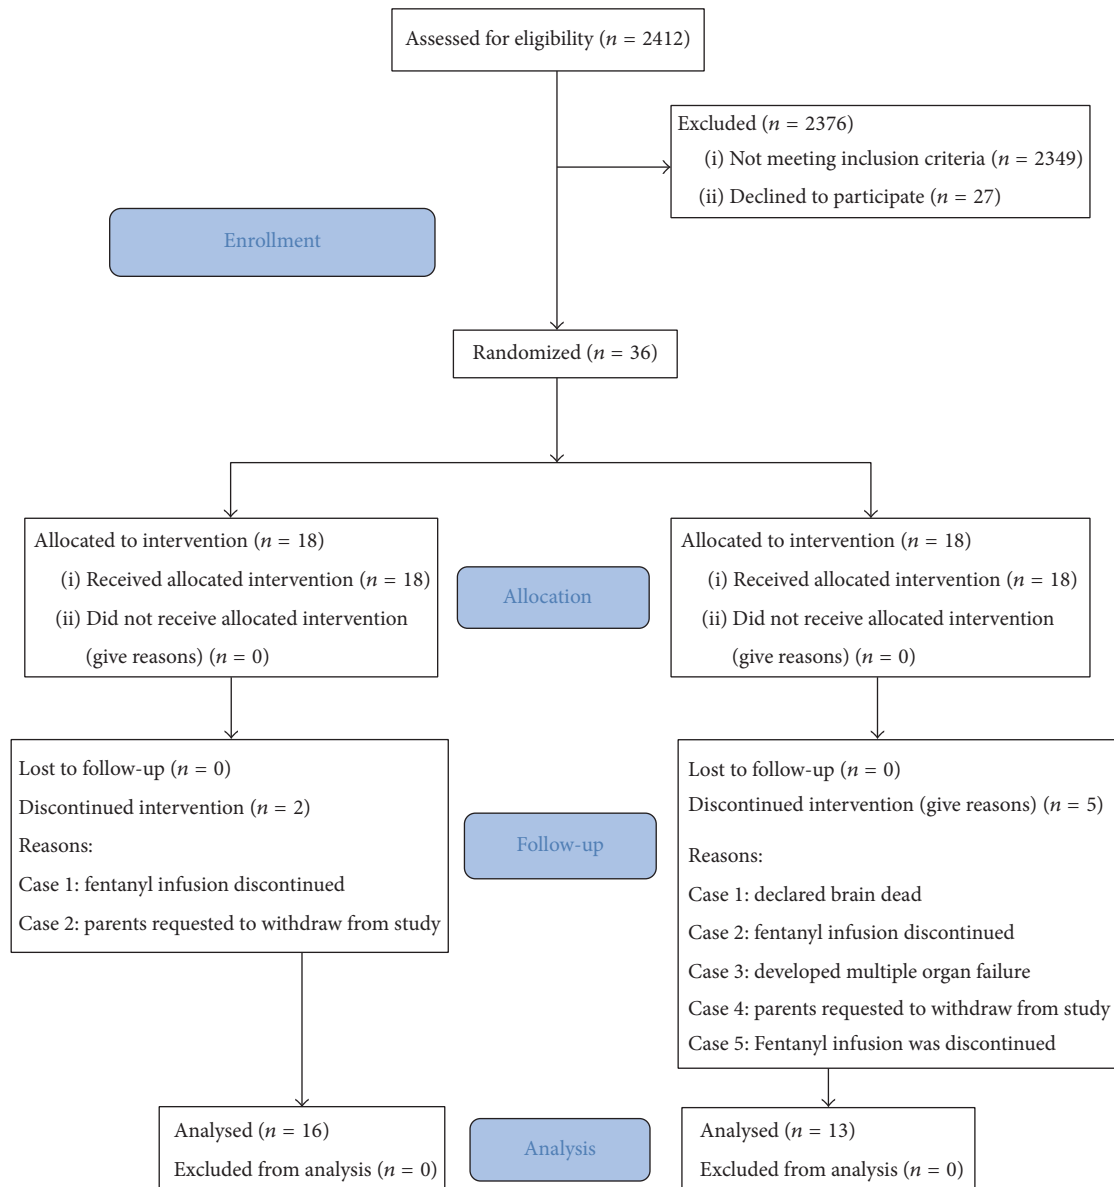 Assessed for eligibility (n = 2412)
Excluded (n = 2376)
(i) Not meeting inclusion criteria (n = 2349)
(ii) Declined to participate (n = 27)
Enrollment
Randomized (n = 36)
Allocated to intervention (n = 18)
(i) Received allocated intervention (n = 18)
(ii) Did not receive allocated intervention
(give reasons) (n = 0)
Allocation
Allocated to intervention (n = 18)
(i) Received allocated intervention (n = 18)
(ii) Did not receive allocated intervention
(give reasons) (n = 0)
Lost to follow-up (n = 0)
Discontinued intervention (n = 2)
Reasons:
Case 1: fentanyl infusion discontinued
Case 2: parents requested to withdraw from study
Follow-up
Lost to follow-up (n = 0)
Discontinued intervention (give reasons) (n = 5)
Reasons:
Case 1: declared brain dead
Case 2: fentanyl infusion discontinued
Case 3: developed multiple organ failure
Case 4: parents requested to withdraw from study
Case 5: Fentanyl infusion was discontinued
Analysed (n = 16)
Excluded from analysis (n = 0)
Analysis
Analysed (n = 13)
Excluded from analysis (n = 0)